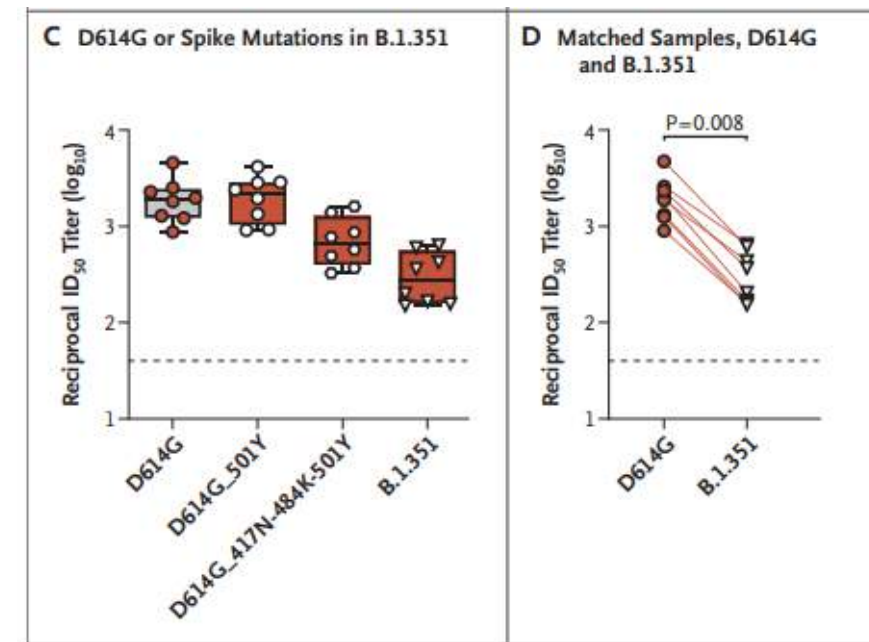 C D614G or Spike Mutations in B.1.351
Reciprocal ID50 Titer (log10)
4
3
2
1
D614G
D614G_501Y
D614G_417N-484K-501Y
B.1.351
D Matched Samples, D614G
and B.1.351
P=0.008
Reciprocal ID50 Titer (log10)
4
3
2
1
D614G
B.1.351